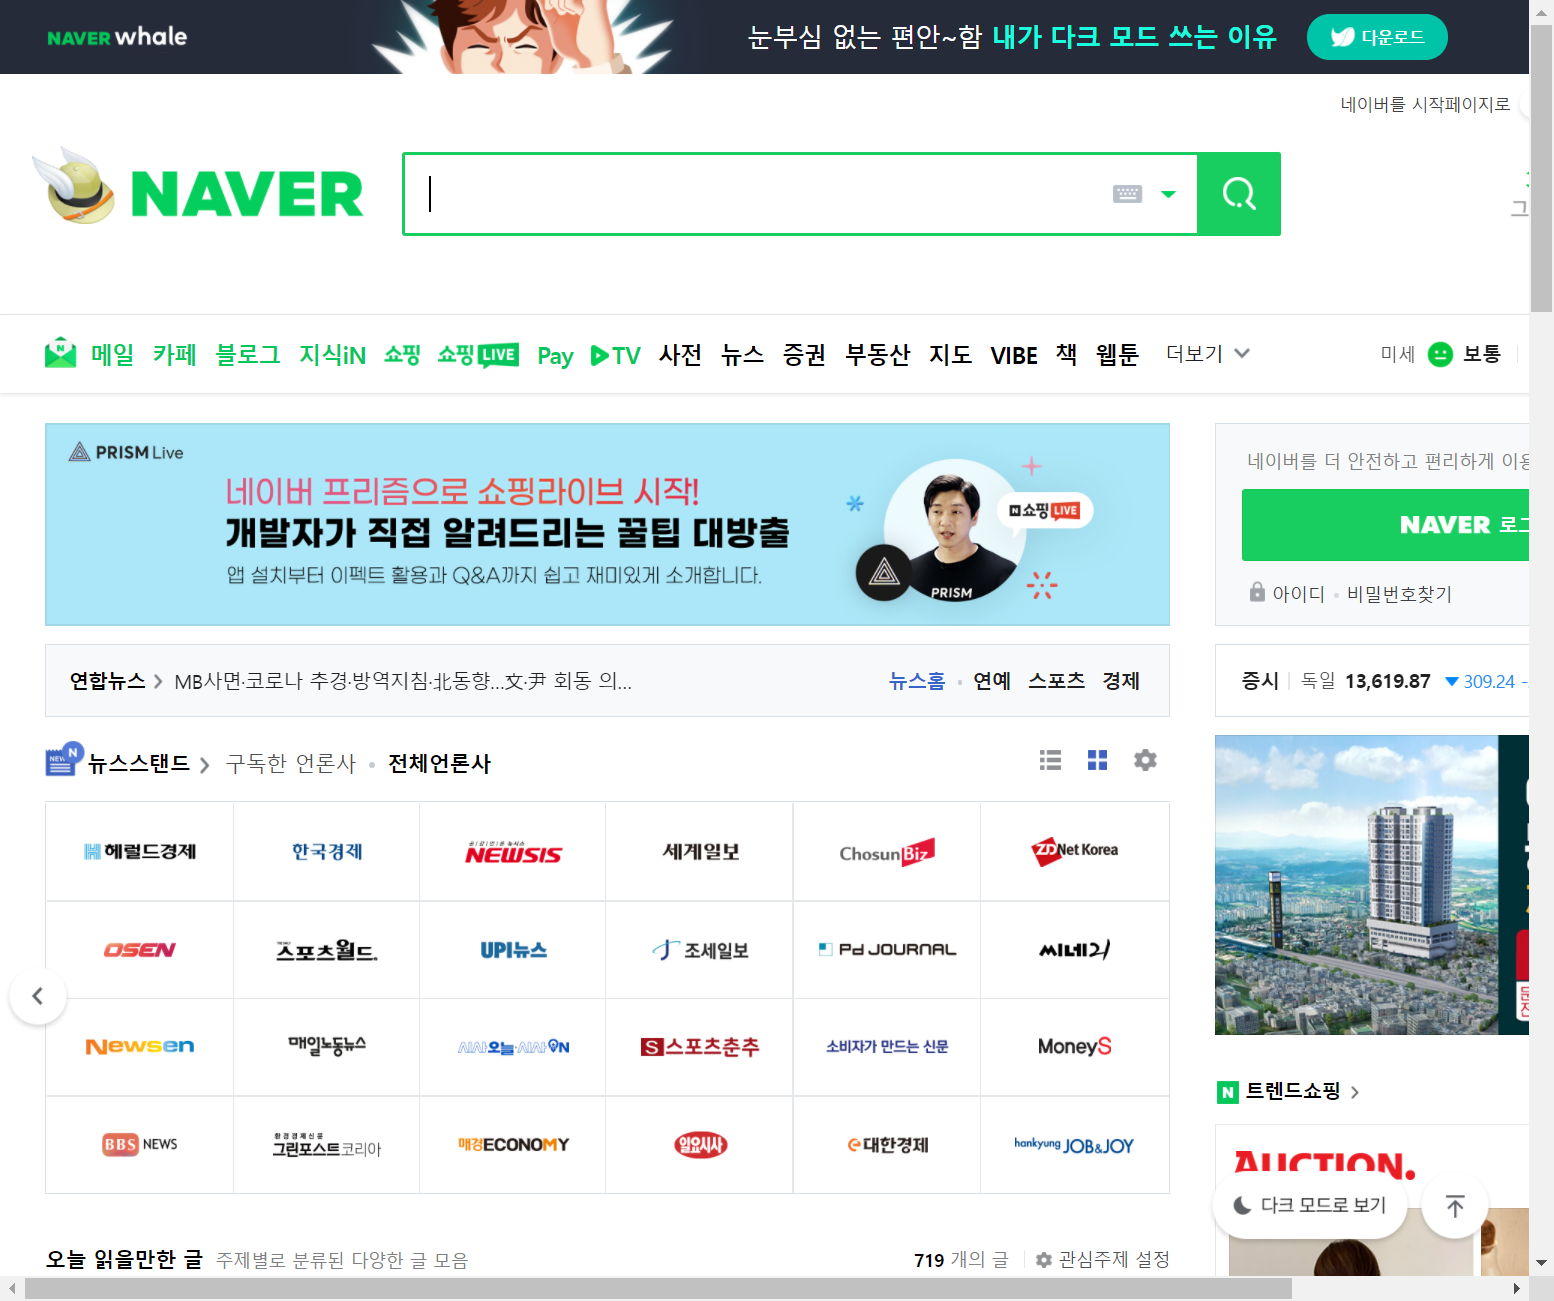 NAVER whale
눈부심 없는 편안~함 내가 다크 모드 쓰는 이유
다운로드
네이버를 시작페이지로
NAVER
메일 카페 블로그 지식iN 쇼핑 쇼핑LIVE Pay TV 사전 뉴스 증권 부동산 지도 VIBE 책 웹툰 더보기
미세 보통
PRISM Live
네이버 프리즘으로 쇼핑라이브 시작!
개발자가 직접 알려드리는 꿀팁 대방출
앱 설치부터 이펙트 활용과 Q&A까지 쉽고 재미있게 소개합니다.
N쇼핑 LIVE
PRISM
네이버를 더 안전하고 편리하게 이용
NAVER 로그
아이디 비밀번호찾기
연합뉴스 MB사면·코로나 추경·방역지침·北동향...文·尹 회동 의...
뉴스홈 연예 스포츠 경제
증시 독일 13,619.87 ▼309.24
뉴스스탠드 구독한 언론사 전체언론사
헤럴드경제 한국경제 NEWSIS 세계일보 ChosunBiz ZDNet Korea
OSEN 스포츠월드 UPI뉴스 조세일보 Pd JOURNAL 씨네21
Newsen 매일노동뉴스 시사오늘·시사ON S스포츠춘추 소비자가 만드는 신문 MoneyS
BBS NEWS 환경경제신문 그린포스트코리아 매경ECONOMY 일요시사 e대한경제 hankyung JOB&JOY
N 트렌드쇼핑
AUCTION.
다크 모드로 보기
오늘 읽을만한 글 주제별로 분류된 다양한 글 모음
719 개의 글 관심주제 설정